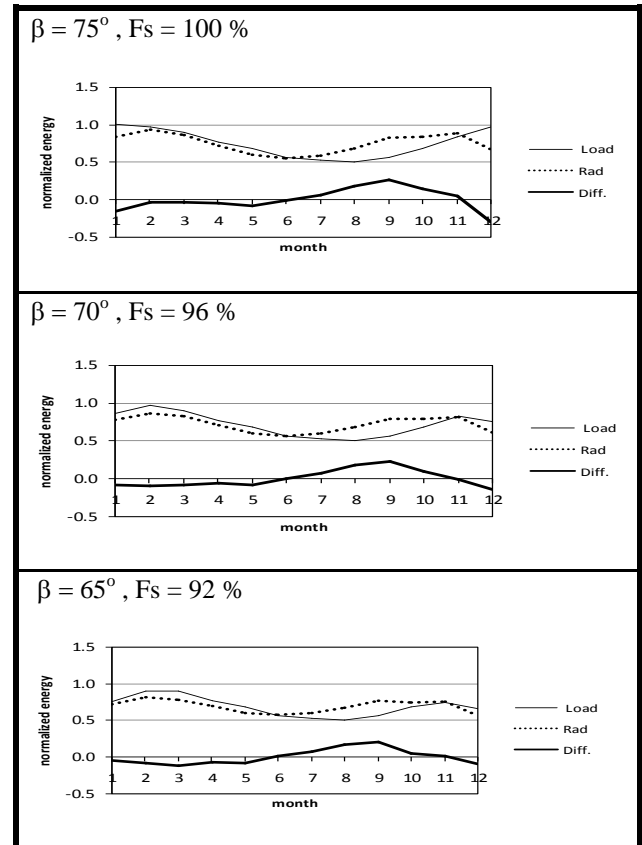 β = 75° , Fs = 100 %
1.5
1.0
0.5
0.0
-0.5
normalized energy
1 2 3 4 5 6 7 8 9 10 11 12
month
Load
Rad
Diff.
β = 70° , Fs = 96 %
1.5
1.0
0.5
0.0
-0.5
normalized energy
1 2 3 4 5 6 7 8 9 10 11 12
month
Load
Rad
Diff.
β = 65° , Fs = 92 %
1.5
1.0
0.5
0.0
-0.5
normalized energy
1 2 3 4 5 6 7 8 9 10 11 12
month
Load
Rad
Diff.